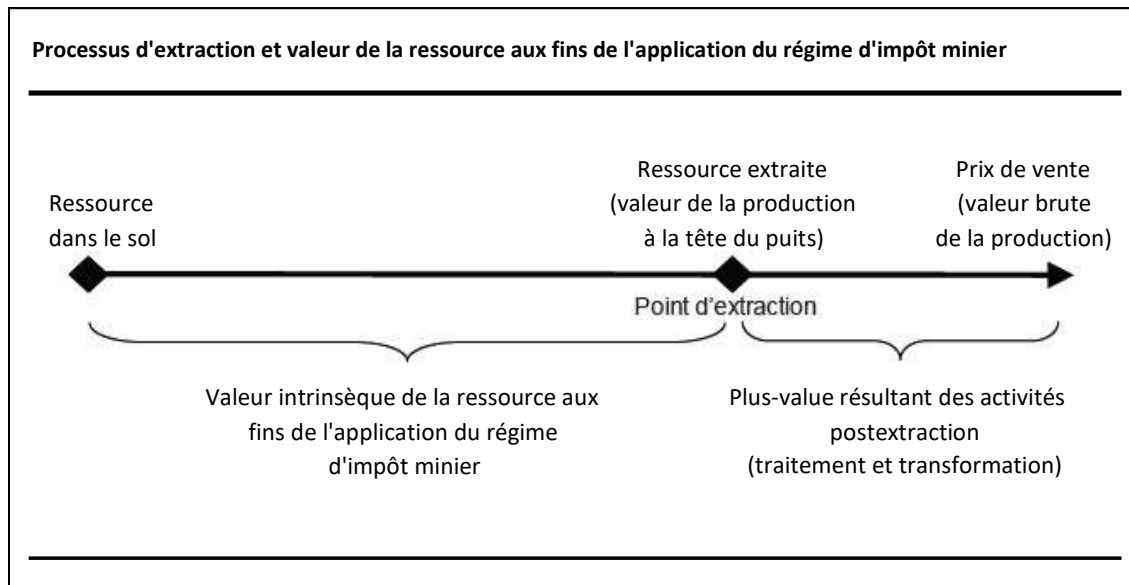 Processus d'extraction et valeur de la ressource aux fins de l'application du régime d'impôt minier
Ressource
dans le sol
Ressource extraite
(valeur de la production
à la tête du puits)
Prix de vente
(valeur brute
de la production)
Point d'extraction
Valeur intrinsèque de la ressource aux
fins de l'application du régime
d'impôt minier
Plus-value résultant des activités
postextraction
(traitement et transformation)